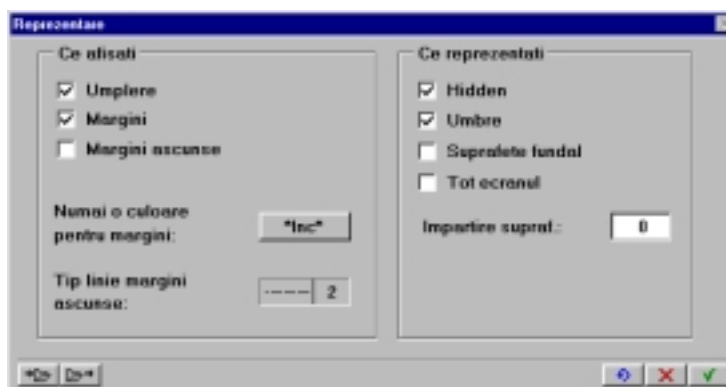 Reprezentare
Ce afisati
Umplere
Margini
Margini ascunse
Numai o culoare
pentru margini:
*Inc*
Tip linie margini
ascunse:
2
Ce reprezentati
Hidden
Umbre
Suprafete fundal
Tot ecranul
Impartire supraf.:
0